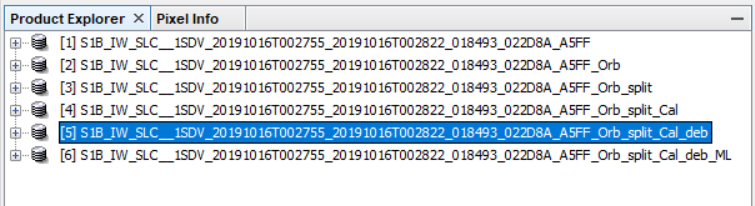 Product Explorer × Pixel Info
[1] S1B_IW_SLC__1SDV_20191016T002755_20191016T002822_018493_022D8A_A5FF
[2] S1B_IW_SLC__1SDV_20191016T002755_20191016T002822_018493_022D8A_A5FF_Orb
[3] S1B_IW_SLC__1SDV_20191016T002755_20191016T002822_018493_022D8A_A5FF_Orb_split
[4] S1B_IW_SLC__1SDV_20191016T002755_20191016T002822_018493_022D8A_A5FF_Orb_split_Cal
[5] S1B_IW_SLC__1SDV_20191016T002755_20191016T002822_018493_022D8A_A5FF_Orb_split_Cal_deb
[6] S1B_IW_SLC__1SDV_20191016T002755_20191016T002822_018493_022D8A_A5FF_Orb_split_Cal_deb_ML